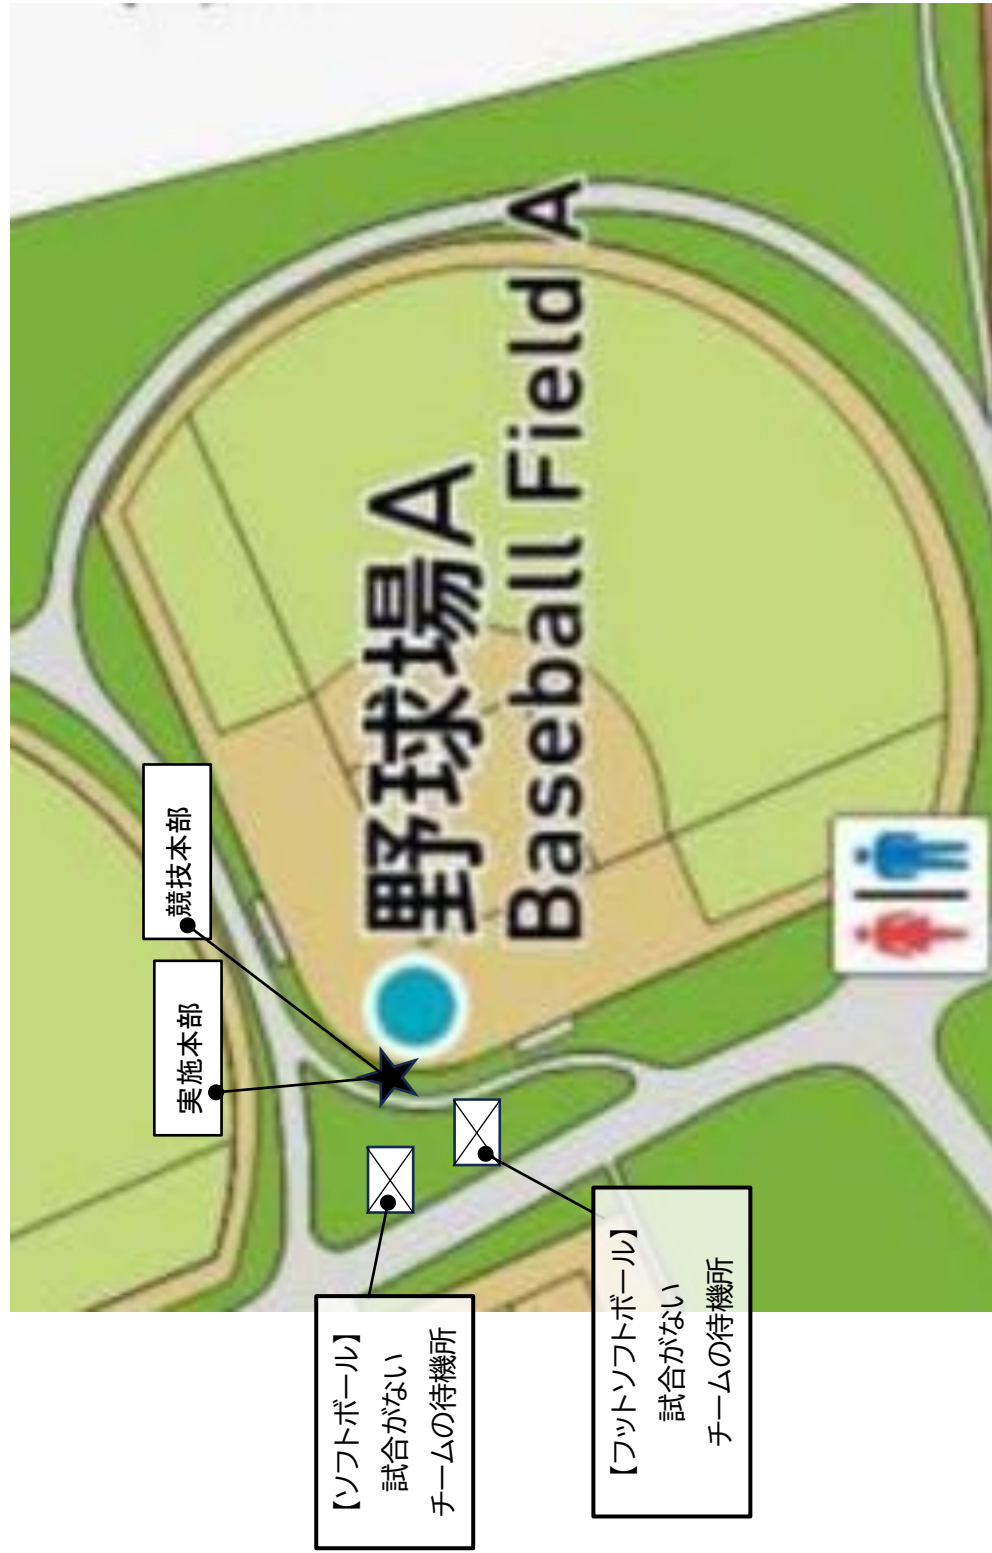 競技本部
実施本部
野球場A
Baseball Field A
【ソフトボール】
試合がない
チームの待機所
【フットソフトボール】
試合がない
チームの待機所